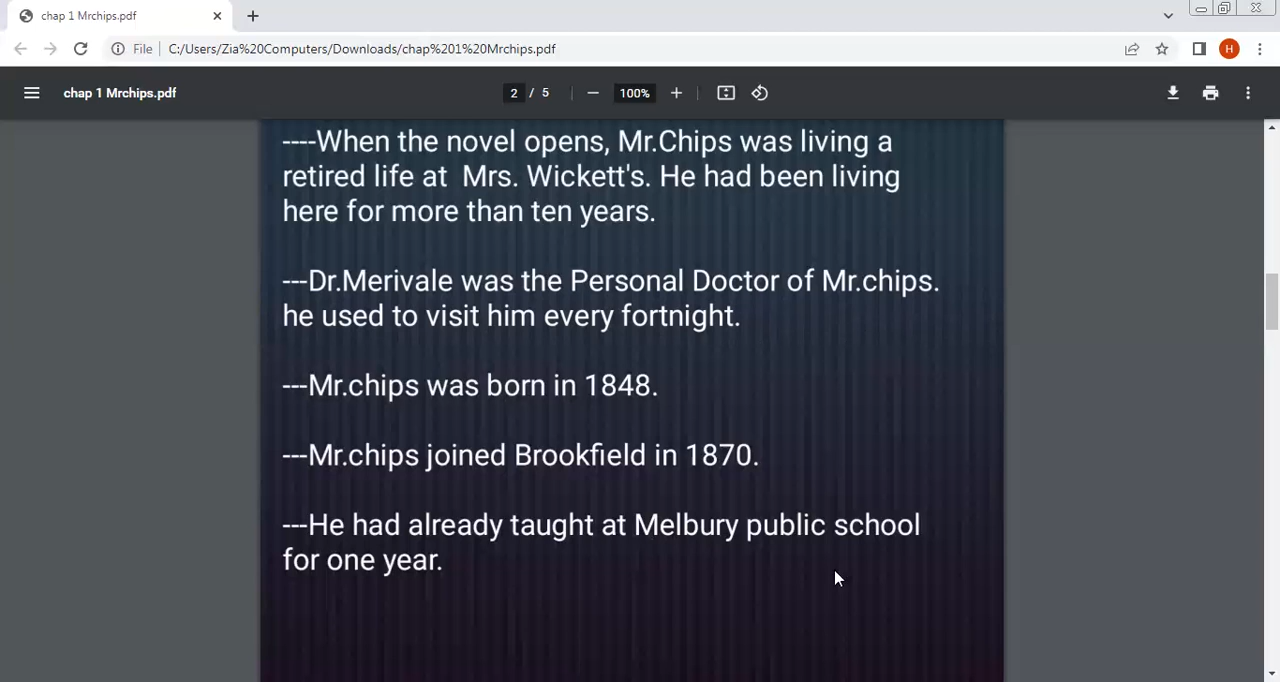 chap 1 Mrchips.pdf
File
C:/Users/Zia%20Computers/Downloads/chap%201%20Mrchips.pdf
H
chap 1 Mrchips.pdf
2 / 5
100%
----When the novel opens, Mr.Chips was living a
retired life at  Mrs. Wickett's. He had been living
here for more than ten years.
---Dr.Merivale was the Personal Doctor of Mr.chips.
he used to visit him every fortnight.
---Mr.chips was born in 1848.
---Mr.chips joined Brookfield in 1870.
---He had already taught at Melbury public school
for one year.